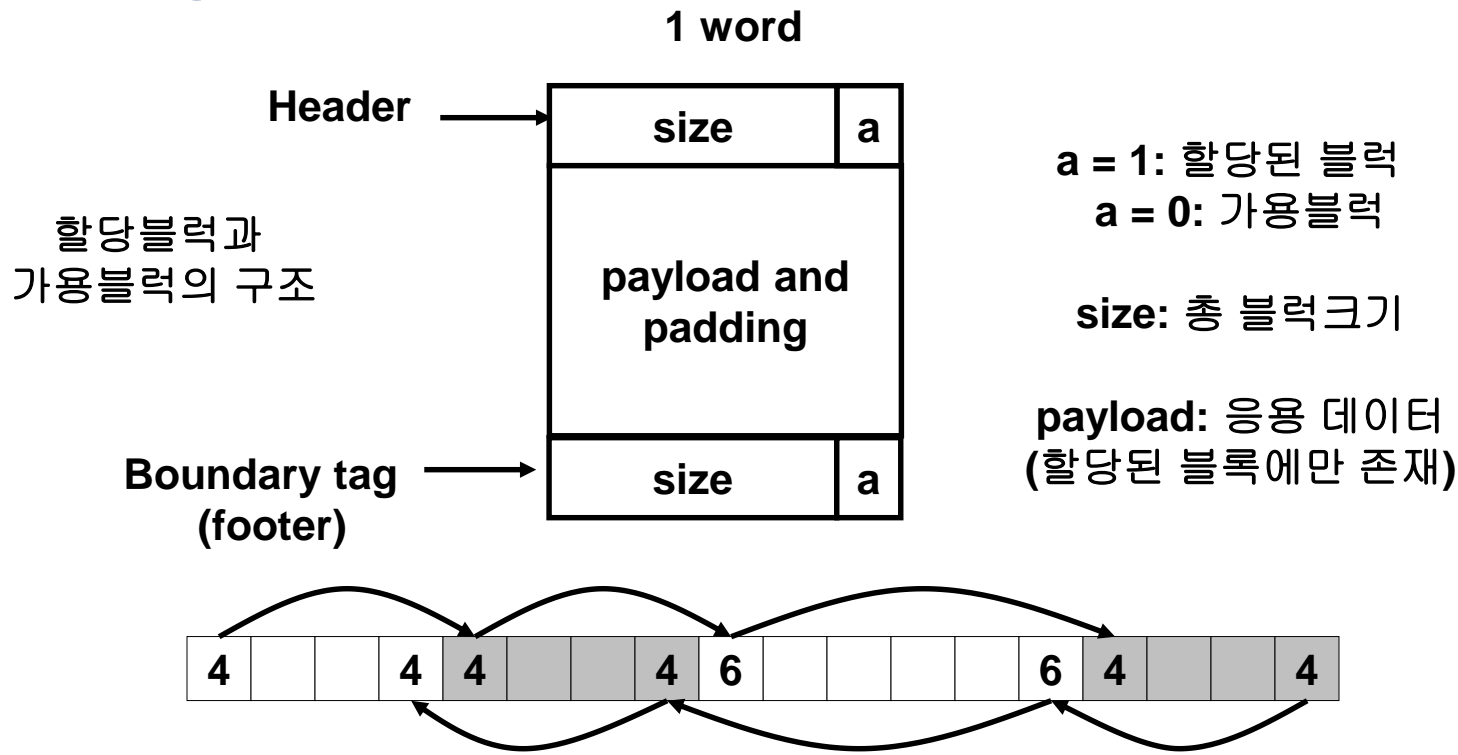 1 word
Header
size a
할당블럭과
가용블럭의 구조
payload and
padding
a = 1: 할당된 블럭
a = 0: 가용블럭
size: 총 블럭크기
payload: 응용 데이터
(할당된 블록에만 존재)
Boundary tag
(footer)
size a
4 4 4 4 6 6 4 4